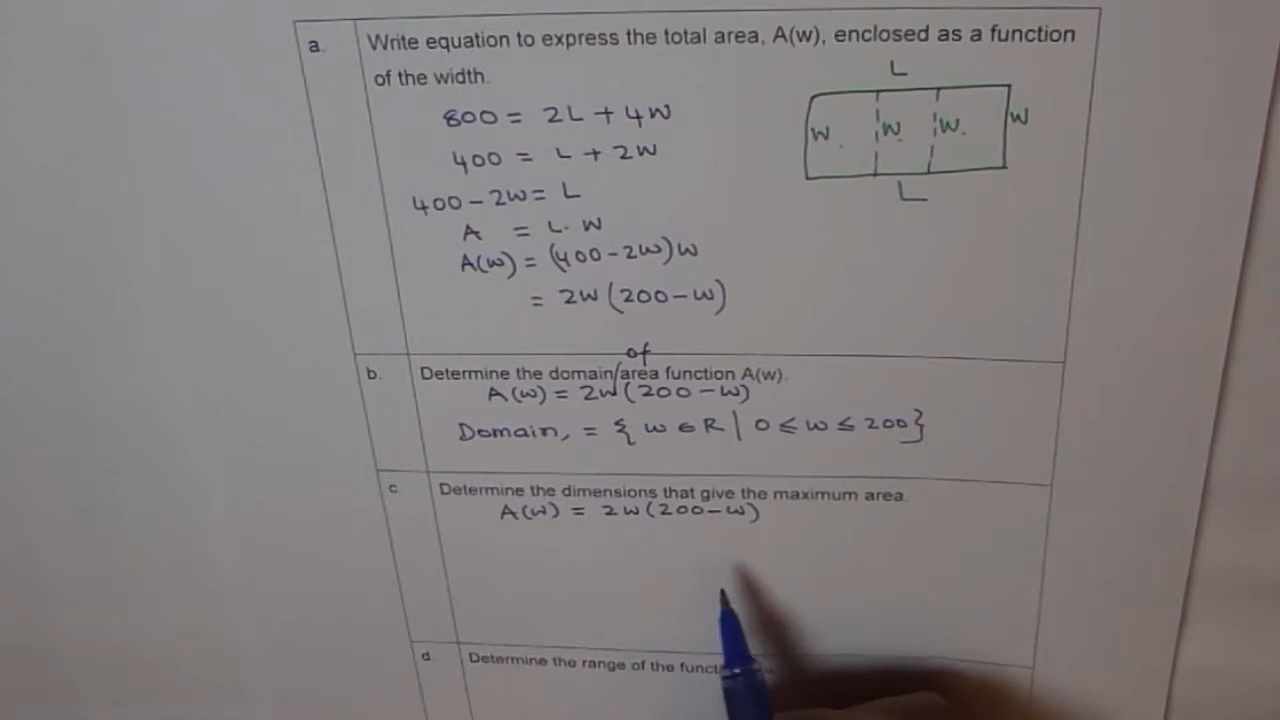 a. Write equation to express the total area, A(w), enclosed as a function
of the width.
L
800 = 2L + 4W
W W. W. W
400 = L + 2W
400 - 2W = L
L
A = L. W
A(W) = (400 - 2W)W
= 2W (200 - W)
of
b. Determine the domain/area function A(w).
A(W) = 2W (200 - W)
Domain, = { W ∈ R | 0 ≤ W ≤ 200}
c. Determine the dimensions that give the maximum area.
A(W) = 2W (200 - W)
d. Determine the range of the